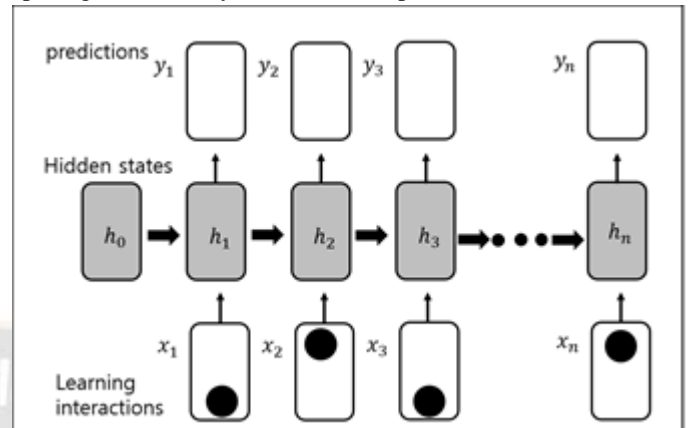 predictions
y₁ y₂ y₃ yₙ
Hidden states
h₀ h₁ h₂ h₃ hₙ
x₁ x₂ x₃ xₙ
Learning
interactions